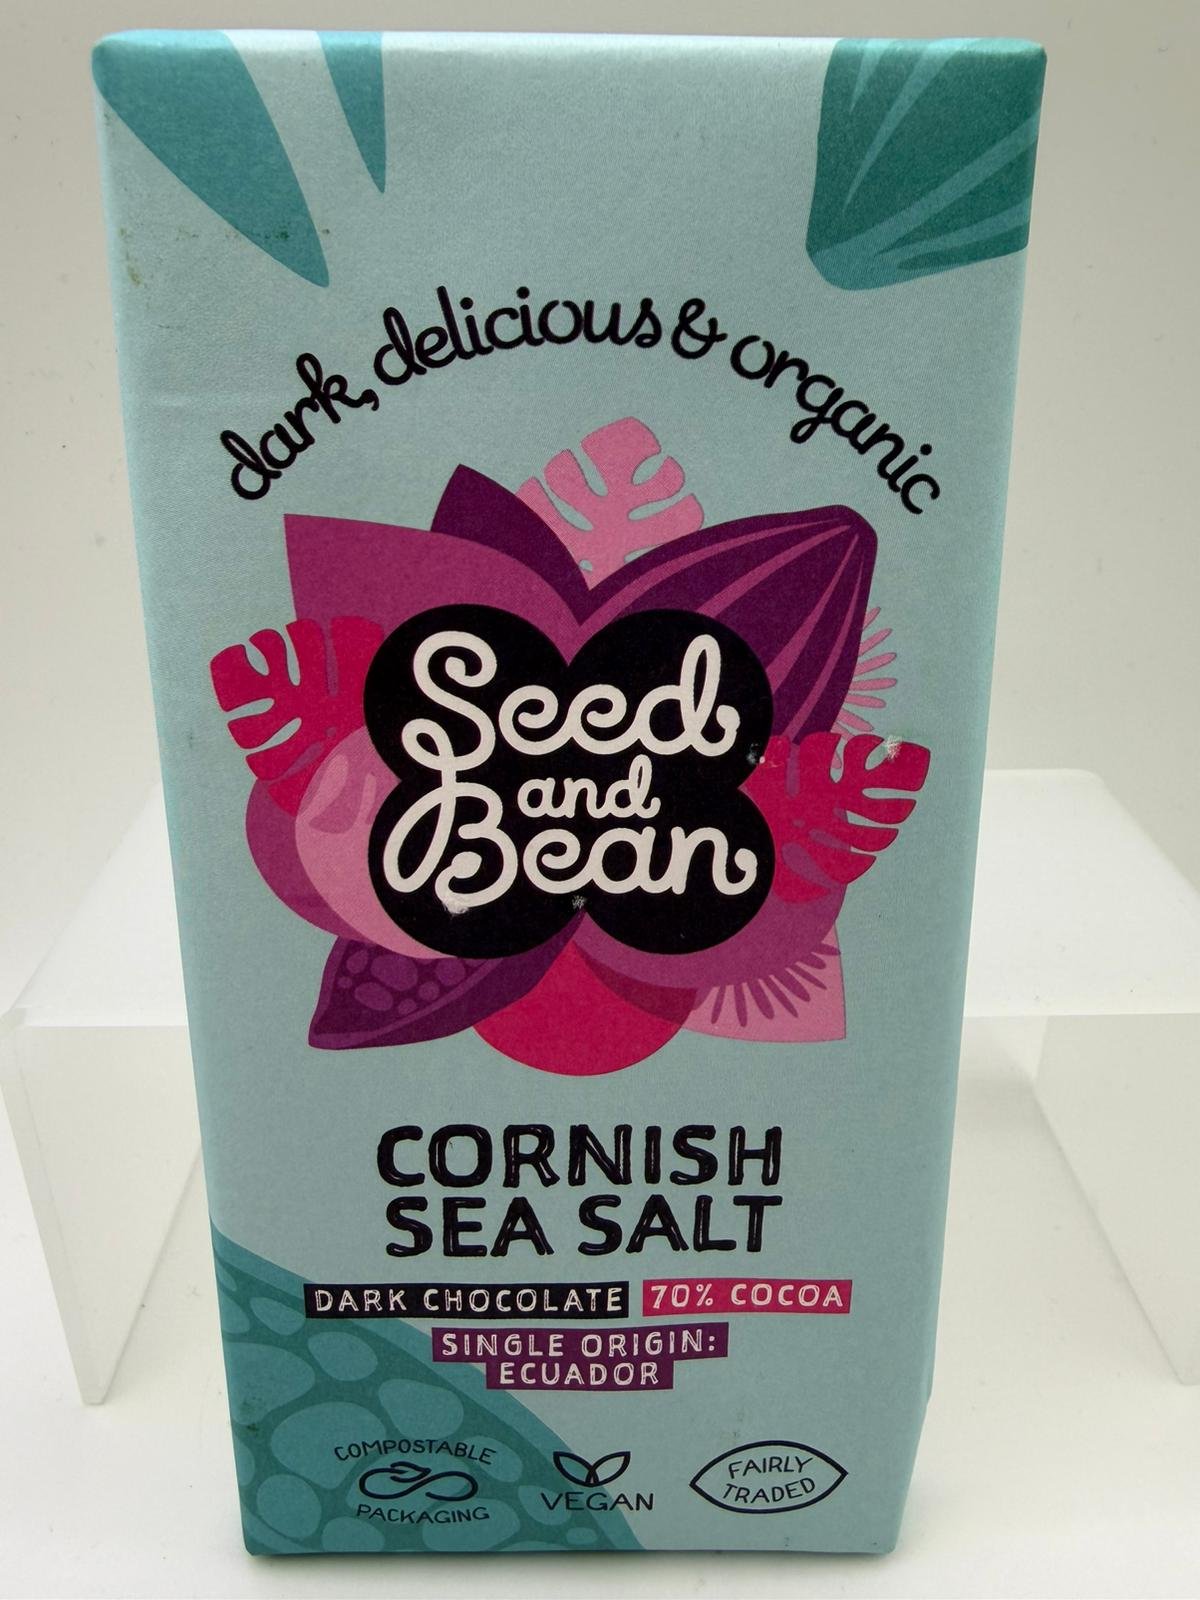 dark, delicious & organic
Seed
and
Bean
CORNISH
SEA SALT
DARK CHOCOLATE 70% COCOA
SINGLE ORIGIN:
ECUADOR
COMPOSTABLE
PACKAGING
VEGAN
FAIRLY
TRADED